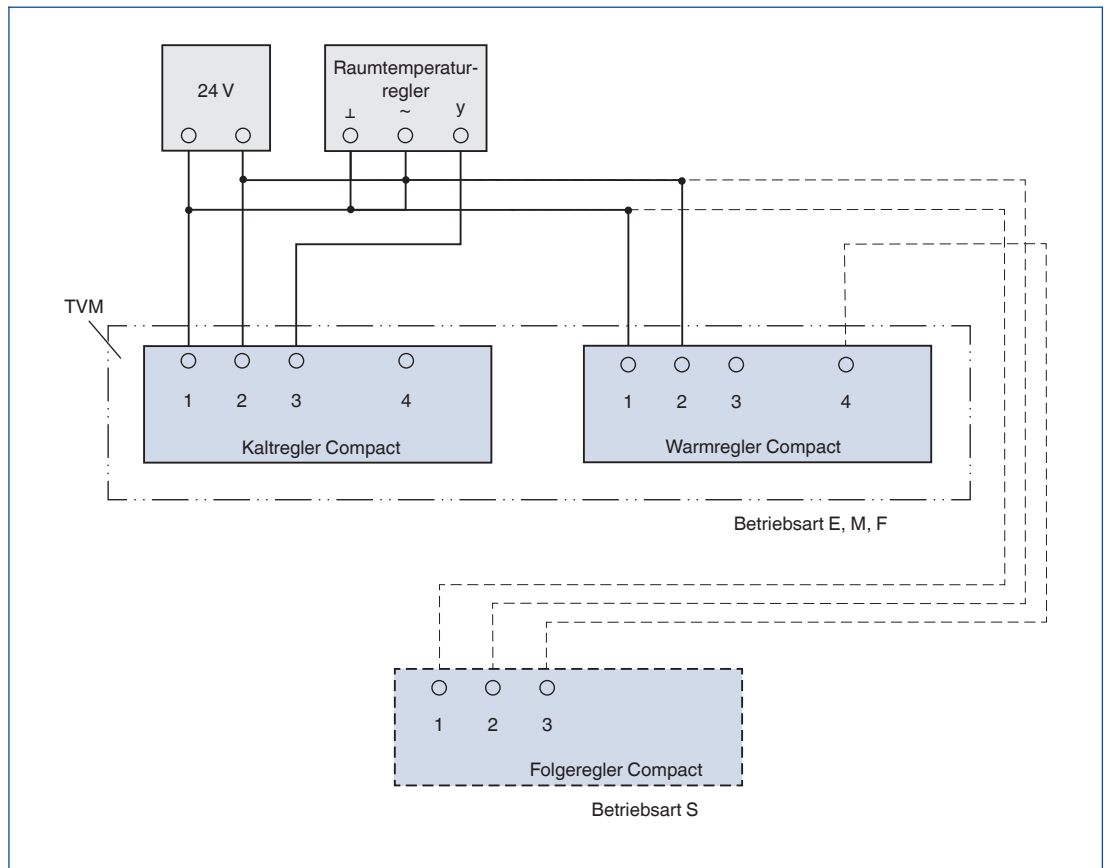 24 V
Raumtemperatur-
regler
⊥ ~ y
TVM
1 2 3 4
Kaltregler Compact
1 2 3 4
Warmregler Compact
Betriebsart E, M, F
1 2 3
Folgeregler Compact
Betriebsart S